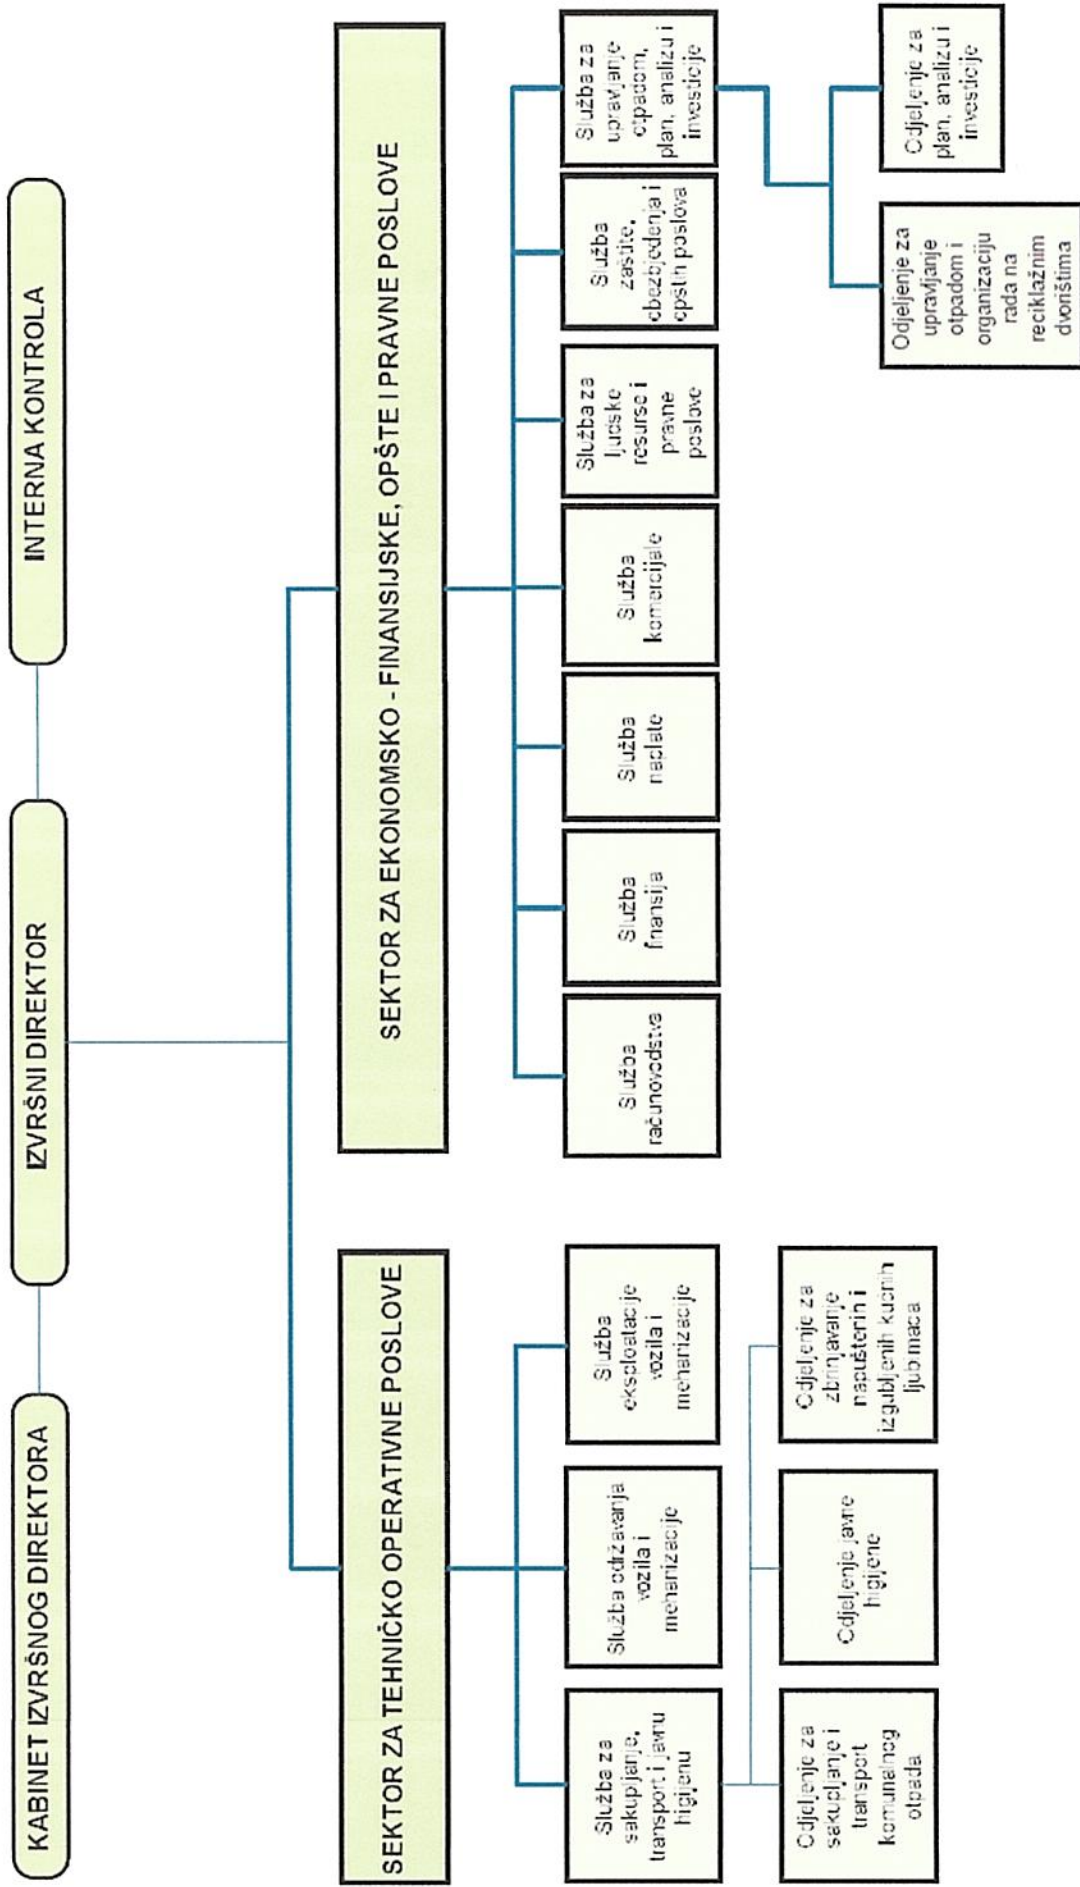 KABINET IZVRŠNOG DIREKTORA
IZVRŠNI DIREKTOR
INTERNA KONTROLA
SEKTOR ZA TEHNIČKO OPERATIVNE POSLOVE
SEKTOR ZA EKONOMSKO - FINANSIJSKE, OPŠTE I PRAVNE POSLOVE
Služba za
sakupljanje,
transport i javnu
higijenu
Služba održavanja
vozila i
mehanizacije
Služba
eksploatacije
vozila i
mehanizacije
Služba
računovodstva
Služba
finansija
Služba
naplate
Služba
komercijale
Služba za
ljudske
resurse i
pravne
poslove
Služba
zaštite,
obezbjeđenja i
opštih poslova
Služba za
upravljanje
otpadom,
plan, analizu i
investicije
Odjeljenje za
sakupljanje i
transport
komunalnog
otpada
Odjeljenje javne
higijene
Odjeljenje za
zbrinjavanje
napuštenih i
izgubljenih kućnih
ljubimaca
Odjeljenje za
upravljanje
otpadom i
organizaciju
rada na
reciklažnim
dvorištima
Odjeljenje za
plan, analizu i
investicije